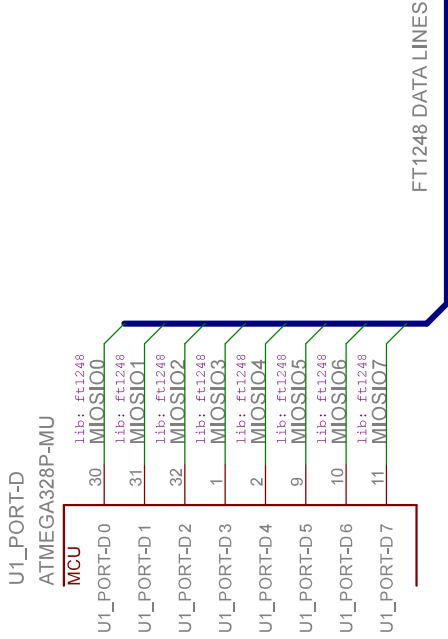 FT1248 DATA LINES
lib: ft1248
MIOSIO0
lib: ft1248
MIOSIO1
lib: ft1248
MIOSIO2
lib: ft1248
MIOSIO3
lib: ft1248
MIOSIO4
lib: ft1248
MIOSIO5
lib: ft1248
MIOSIO6
lib: ft1248
MIOSIO7
30
31
32
1
2
9
10
11
U1_PORT-D
ATMEGA328P-MU
MCU
U1_PORT-D0
U1_PORT-D1
U1_PORT-D2
U1_PORT-D3
U1_PORT-D4
U1_PORT-D5
U1_PORT-D6
U1_PORT-D7